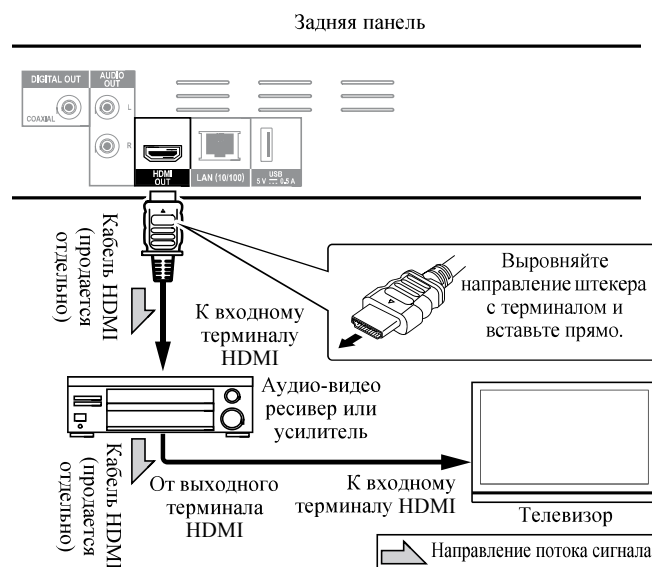 Задняя панель
DIGITAL OUT
AUDIO
OUT
COAXIAL
L
R
HDMI
OUT
LAN (10/100)
USB
5 V ⎓ 0.5 A
Кабель HDMI
(продается
отдельно)
Выровняйте
направление штекера
с терминалом и
вставьте прямо.
К входному
терминалу
HDMI
Аудио-видео
ресивер или
усилитель
Кабель HDMI
(продается
отдельно)
От выходного
терминала
HDMI
К входному
терминалу HDMI
Телевизор
Направление потока сигнала